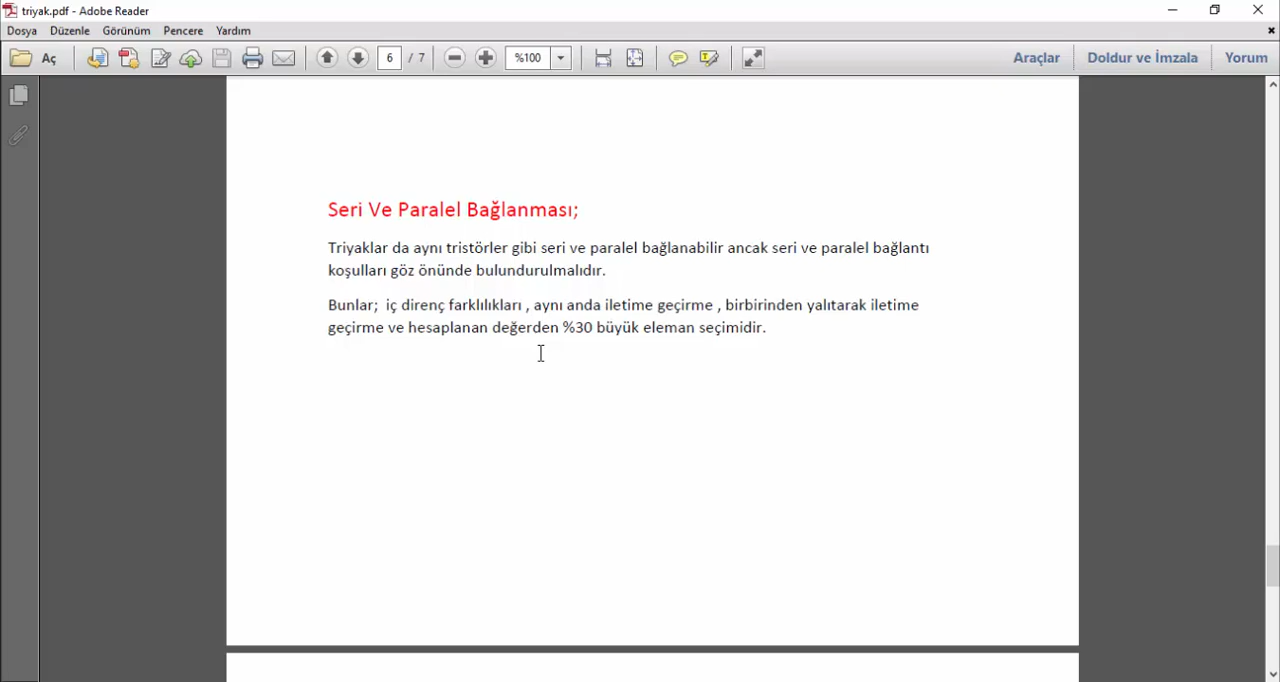 triyak.pdf - Adobe Reader
Dosya Düzenle Görünüm Pencere Yardım
Aç 6 / 7 %100 Araçlar Doldur ve İmzala Yorum
Seri Ve Paralel Bağlanması;
Triyaklar da aynı tristörler gibi seri ve paralel bağlanabilir ancak seri ve paralel bağlantı
koşulları göz önünde bulundurulmalıdır.
Bunlar;  iç direnç farklılıkları , aynı anda iletime geçirme , birbirinden yalıtarak iletime
geçirme ve hesaplanan değerden %30 büyük eleman seçimidir.